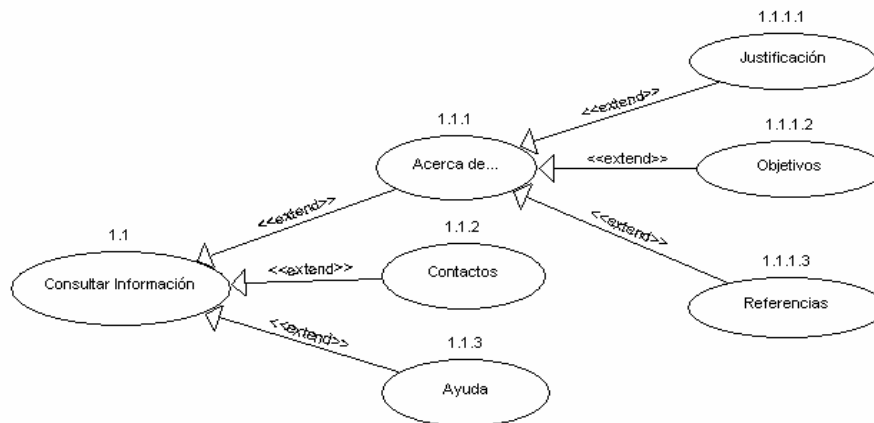 1.1.1.1
Justificación
<<extend>>
1.1.1
1.1.1.2
Acerca de...
<<extend>>
Objetivos
<<extend>>
<<extend>>
1.1
1.1.2
<<extend>>
Contactos
1.1.1.3
Consultar Información
Referencias
<<extend>>
1.1.3
Ayuda